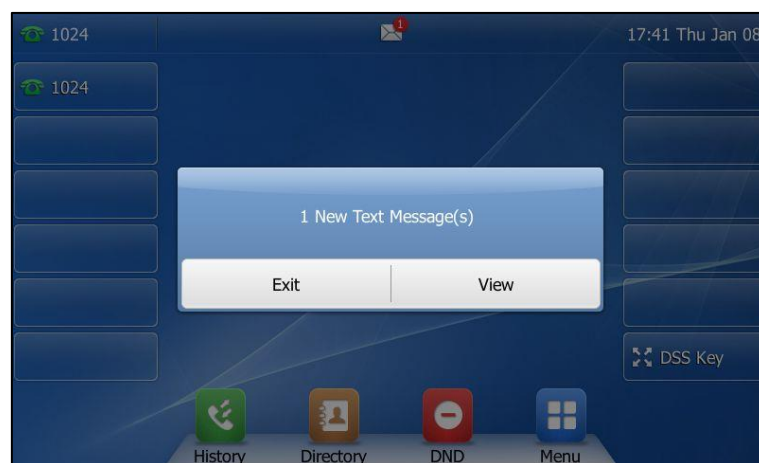 1024
1
17:41 Thu Jan 08
1024
1 New Text Message(s)
Exit
View
DSS Key
History
Directory
DND
Menu